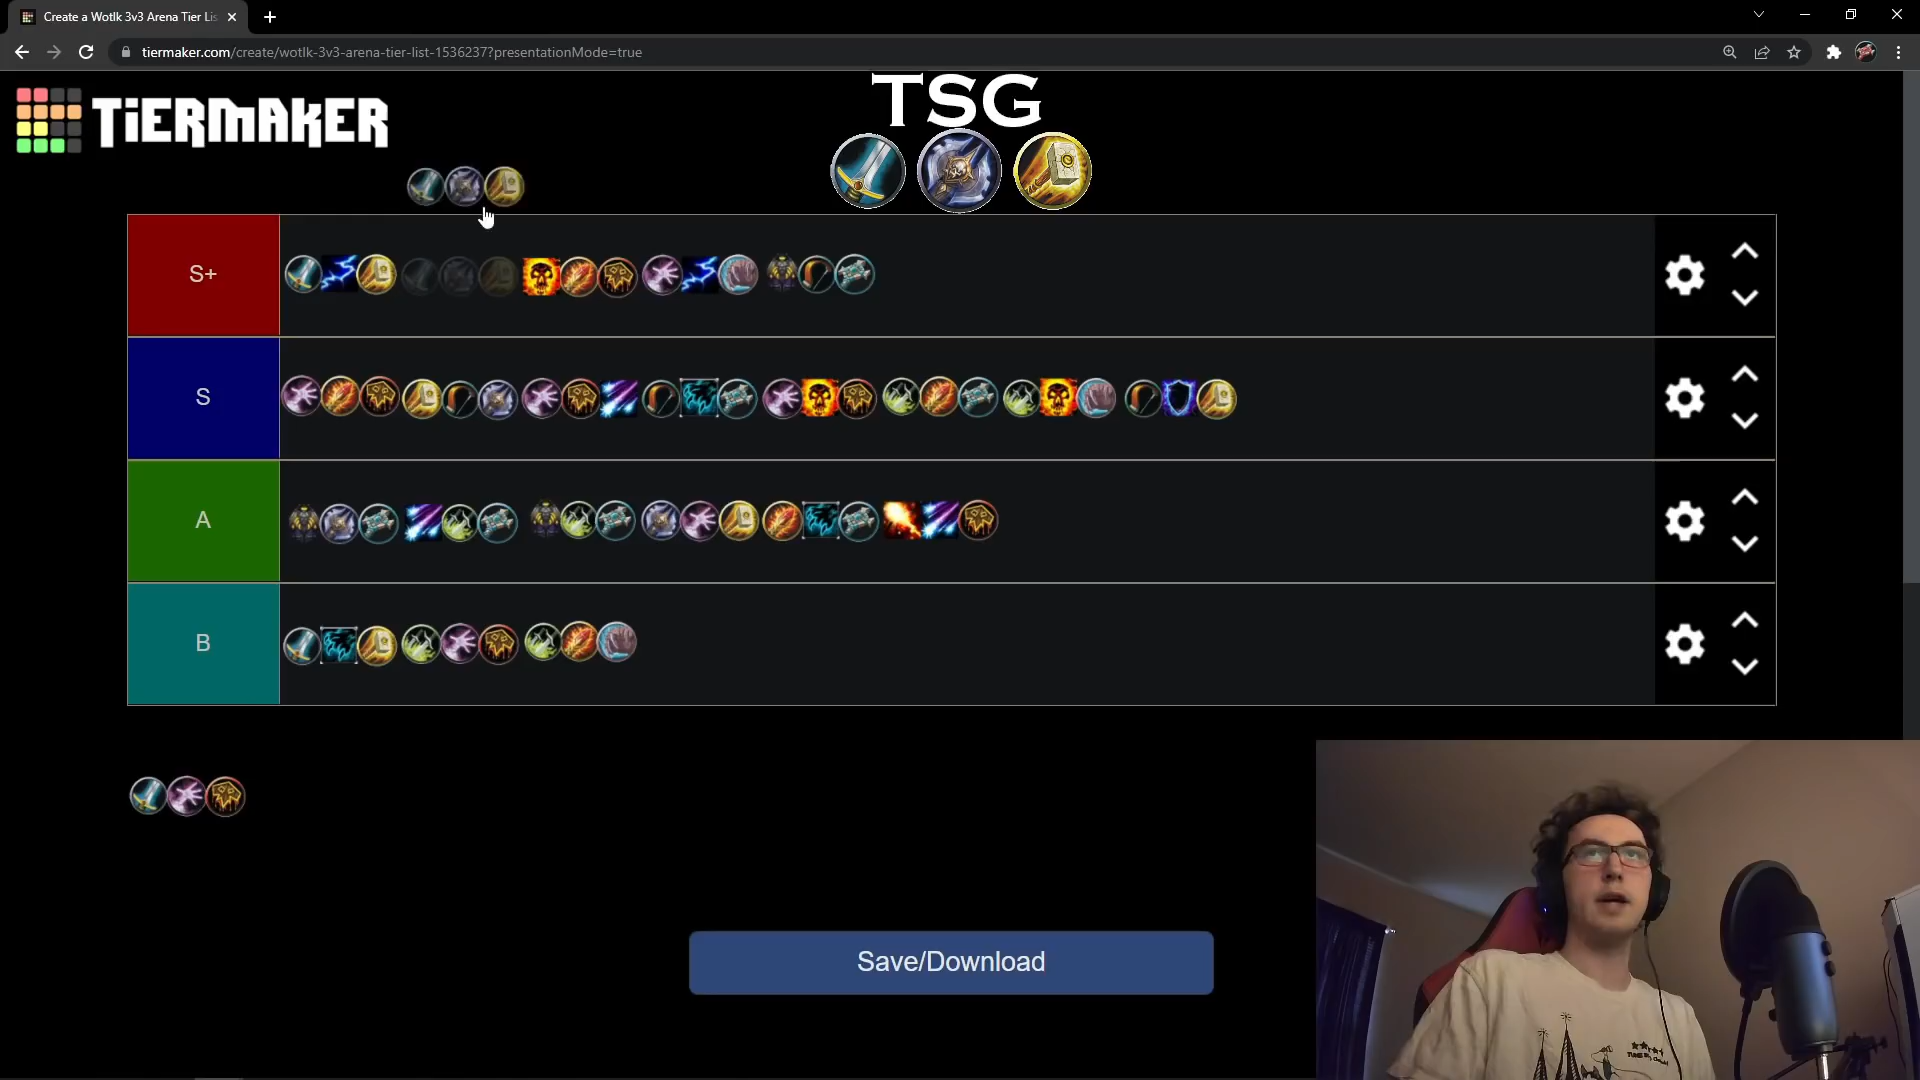 Create a Wotlk 3v3 Arena Tier Lis
tiermaker.com/create/wotlk-3v3-arena-tier-list-1536237?presentationMode=true
TiERMAKER
TSG
S+
S
A
B
Save/Download